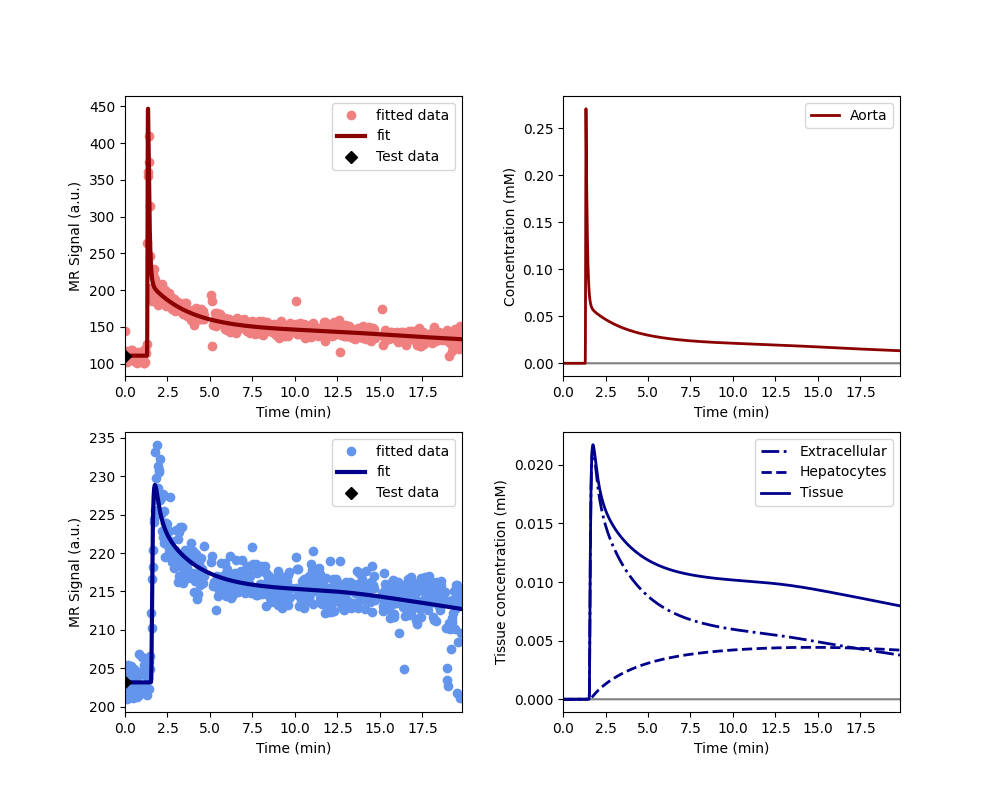 450
400
350
300
250
200
150
100
MR Signal (a.u.)
fitted data
fit
Test data
0.0 2.5 5.0 7.5 10.0 12.5 15.0 17.5
Time (min)
0.25
0.20
0.15
0.10
0.05
0.00
Concentration (mM)
Aorta
0.0 2.5 5.0 7.5 10.0 12.5 15.0 17.5
Time (min)
235
230
225
220
215
210
205
200
MR Signal (a.u.)
fitted data
fit
Test data
0.0 2.5 5.0 7.5 10.0 12.5 15.0 17.5
Time (min)
0.020
0.015
0.010
0.005
0.000
Tissue concentration (mM)
Extracellular
Hepatocytes
Tissue
0.0 2.5 5.0 7.5 10.0 12.5 15.0 17.5
Time (min)